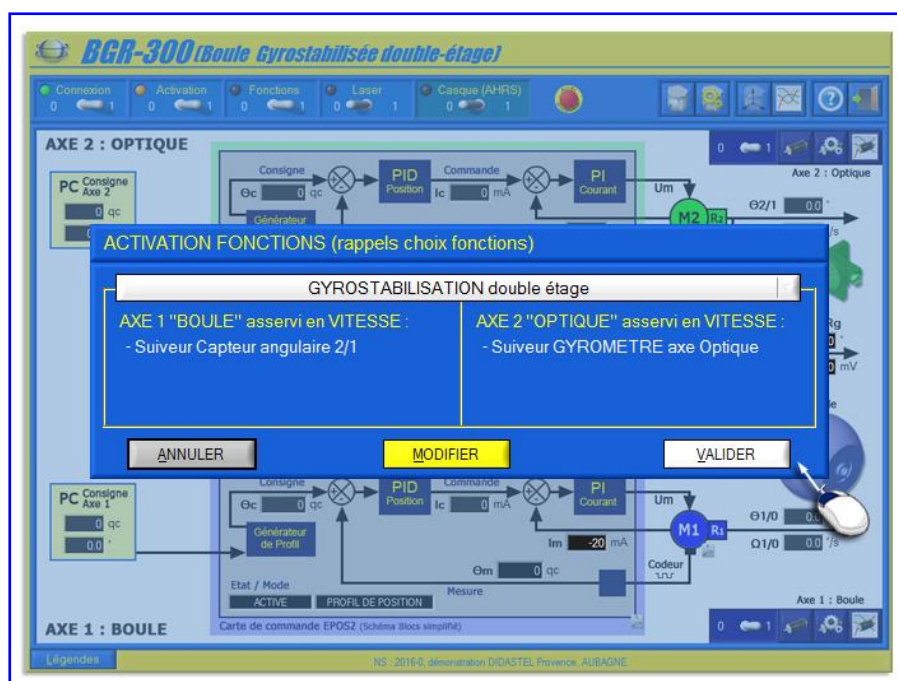 BGR-300 (Boule Gyrostabilisée double-étage)
Connexion
0 1
Activation
0 1
Fonctions
0 1
Laser
0 1
Casque (AHRS)
0 1
AXE 2 : OPTIQUE
0 1
Axe 2 : Optique
PC Consigne
Axe 2
0 qc
Consigne
Θc 0 qc
PID
Position
Commande
Ic 0 mA
PI
Courant
Um
Générateur
M2 R2
Θ2/1 0.0 °
ACTIVATION FONCTIONS (rappels choix fonctions)
GYROSTABILISATION double étage
AXE 1 "BOULE" asservi en VITESSE :
- Suiveur Capteur angulaire 2/1
AXE 2 "OPTIQUE" asservi en VITESSE :
- Suiveur GYROMETRE axe Optique
Rg
mV
ANNULER
MODIFIER
VALIDER
PC Consigne
Axe 1
0 qc
0.0 °
Consigne
Θc 0 qc
PID
Position
Commande
Ic 0 mA
PI
Courant
Um
Générateur
de Profil
Im -20 mA
M1 R1
Θ1/0 0.0
Ω1/0 0.0 °/s
Θm 0 qc
Mesure
Codeur
Etat / Mode
ACTIVE PROFIL DE POSITION
Axe 1 : Boule
AXE 1 : BOULE
Carte de commande EPOS2 (Schéma Blocs simplifié)
0 1
Légendes
NS : 2016-0, démonstration DIDASTEL Provence, AUBAGNE